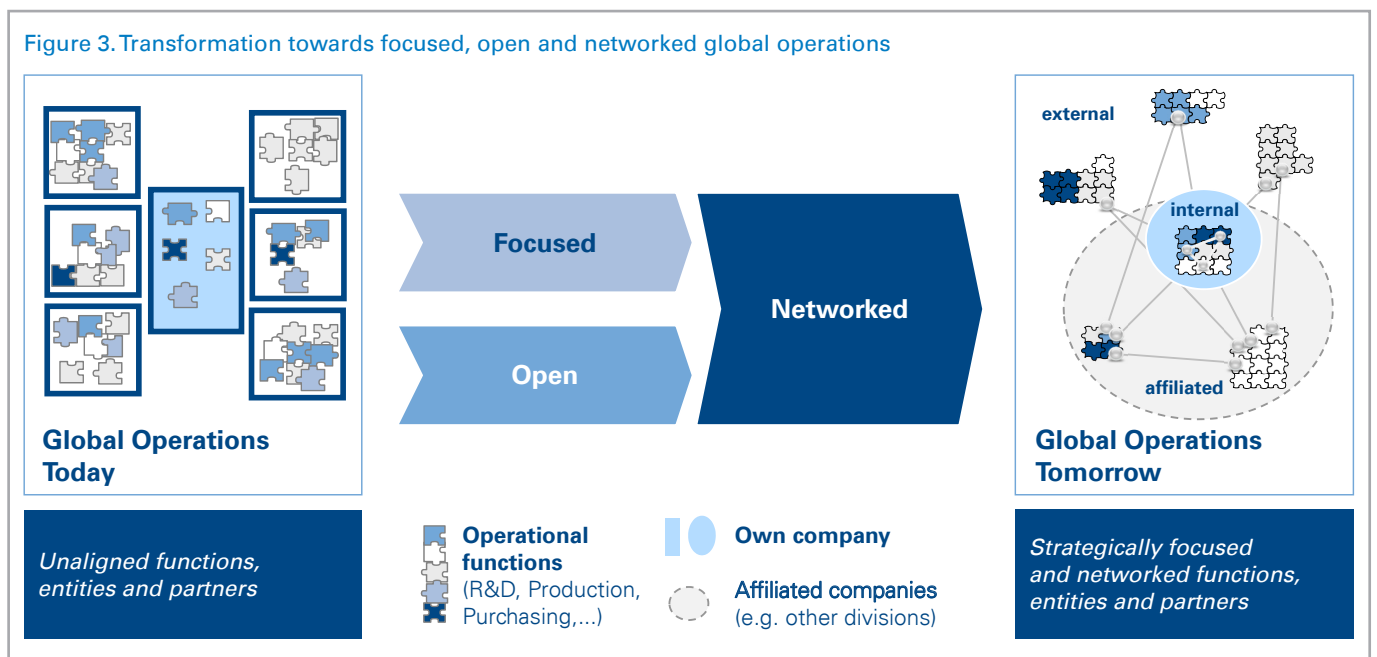 Figure 3. Transformation towards focused, open and networked global operations
Global Operations
Today
Unaligned functions,
entities and partners
Focused
Open
Networked
Operational
functions
(R&D, Production,
Purchasing,...)
Own company
Affiliated companies
(e.g. other divisions)
external
internal
affiliated
Global Operations
Tomorrow
Strategically focused
and networked functions,
entities and partners